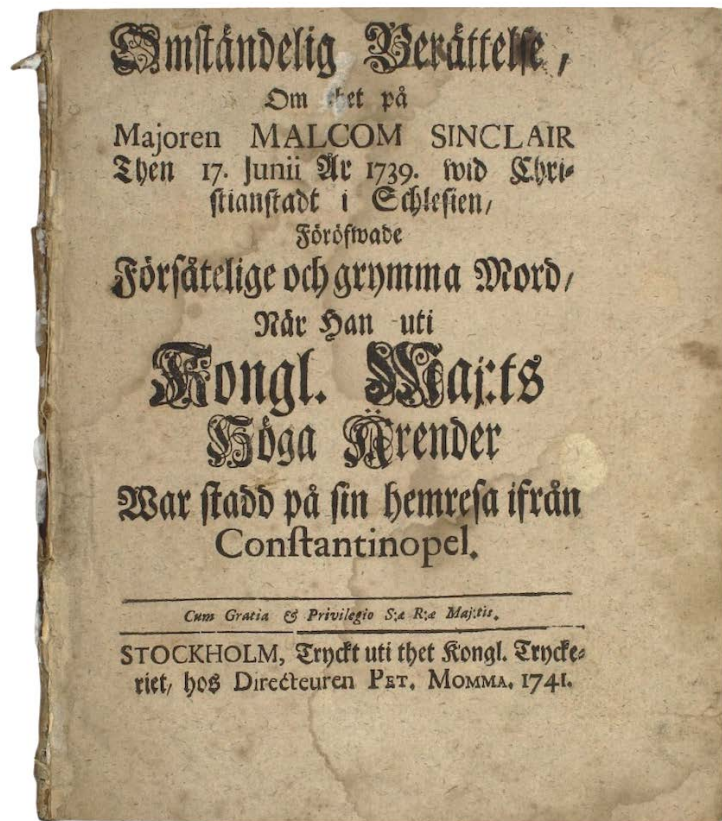 Omständelig Berättelse,
Om thet på
Majoren MALCOM SINCLAIR
Then 17. Junii År 1739. wid Chri-
stianstadt i Schlesien,
Föröfwade
Försåtelige och grymma Mord,
När Han uti
Kongl. Maj:ts
Höga Ärender
War stadd på sin hemresa ifrån
Constantinopel.
Cum Gratia & Privilegio S:æ R:æ Maj:tis.
STOCKHOLM, Tryckt uti thet Kongl. Trycke-
riet, hos Directeuren PET. MOMMA. 1741.